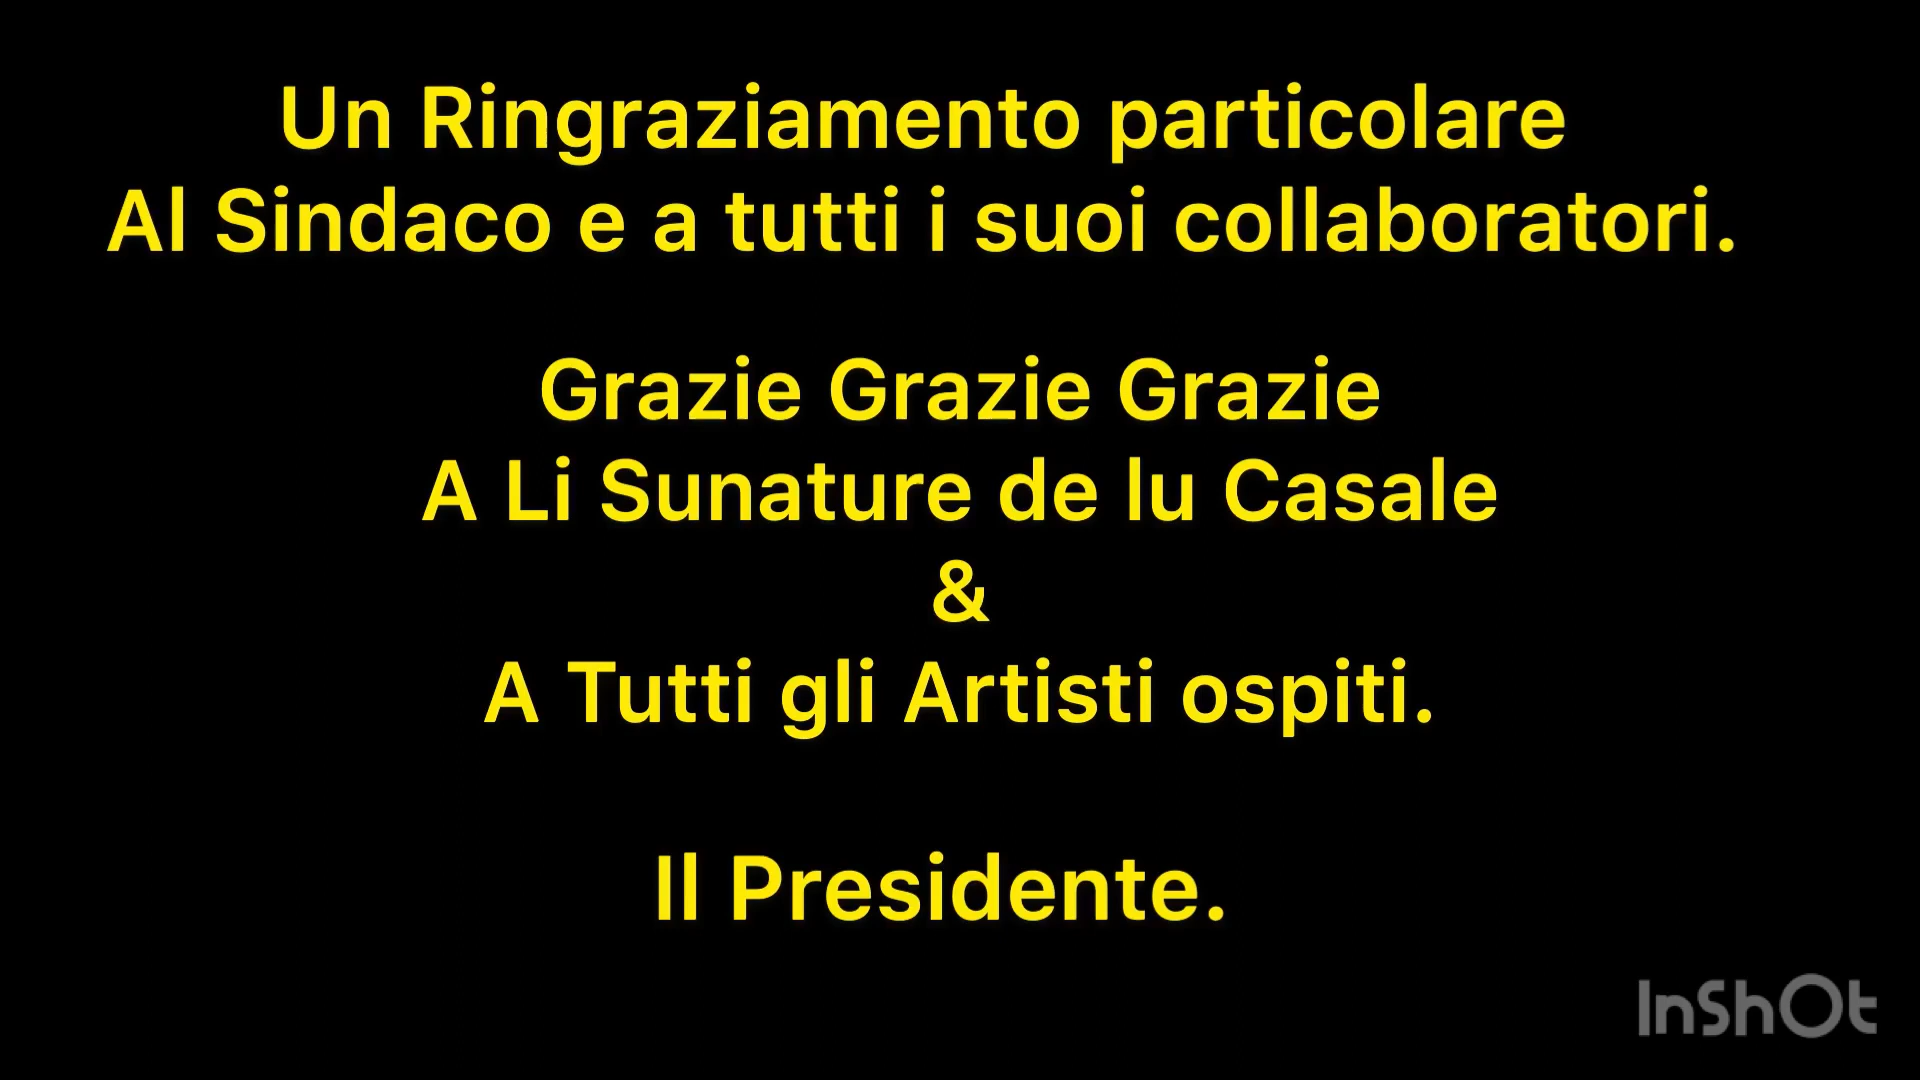 Un Ringraziamento particolare
Al Sindaco e a tutti i suoi collaboratori.
Grazie Grazie Grazie
A Li Sunature de lu Casale
&
A Tutti gli Artisti ospiti.
Il Presidente.
InShOt